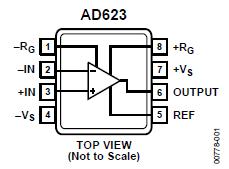 AD623
–RG 1 8 +RG
–IN 2 7 +VS
+IN 3 6 OUTPUT
–VS 4 5 REF
TOP VIEW
(Not to Scale)
00778-001